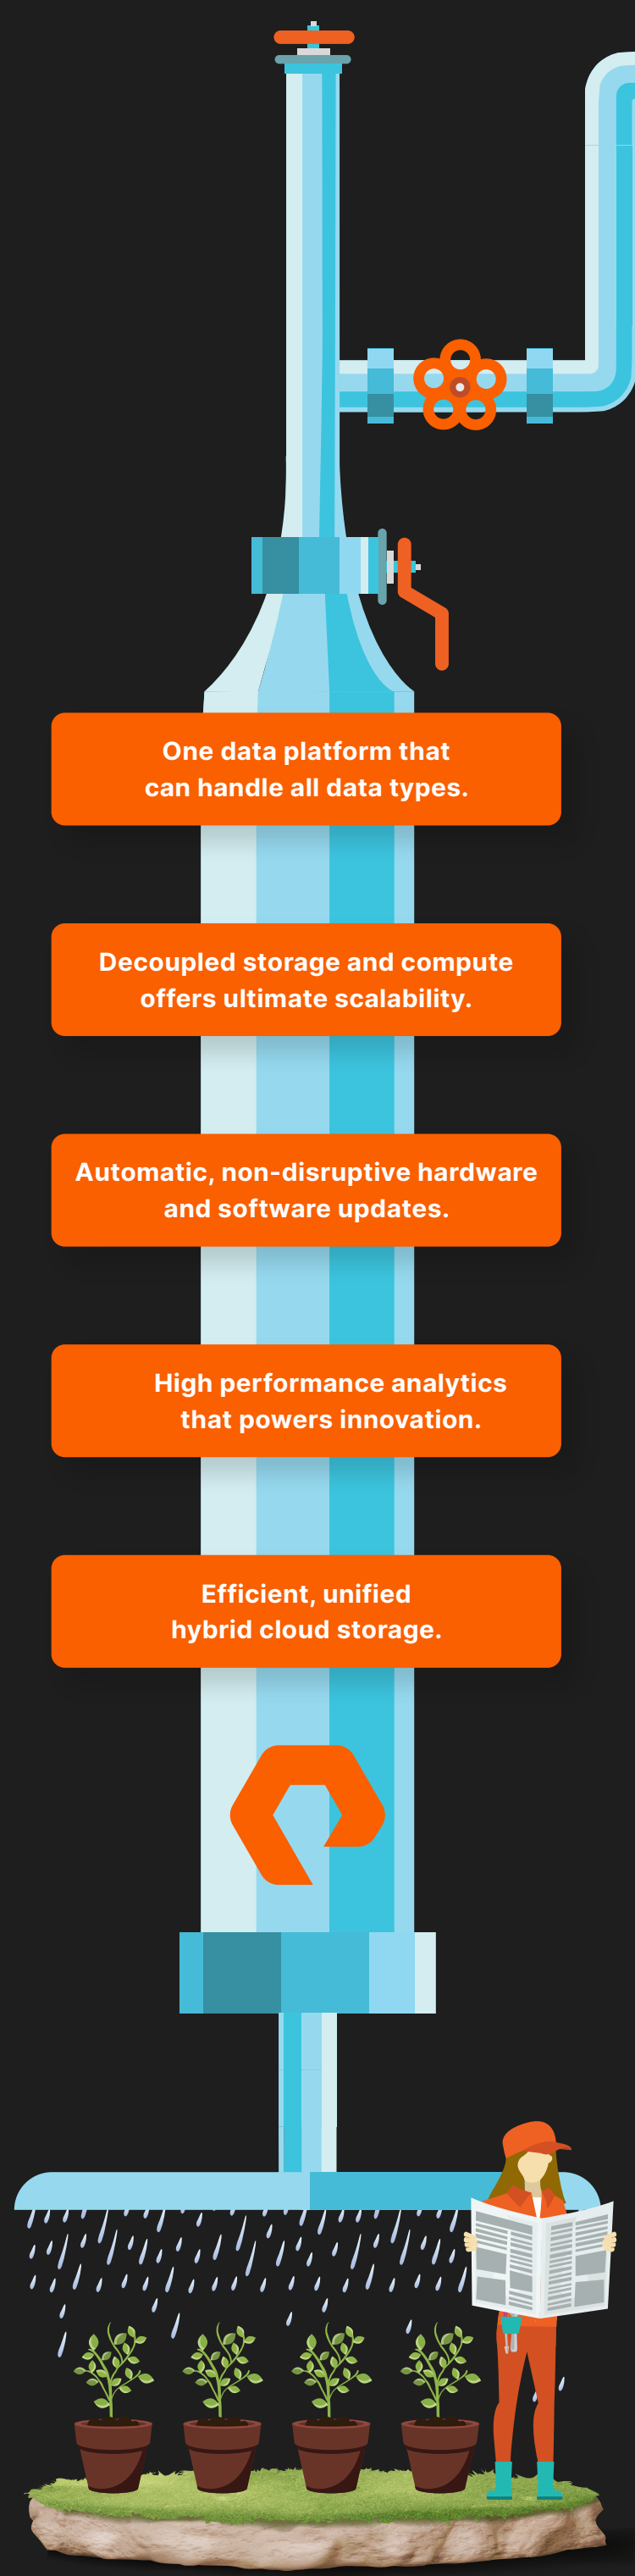 One data platform that
can handle all data types.
Decoupled storage and compute
offers ultimate scalability.
Automatic, non-disruptive hardware
and software updates.
High performance analytics
that powers innovation.
Efficient, unified
hybrid cloud storage.